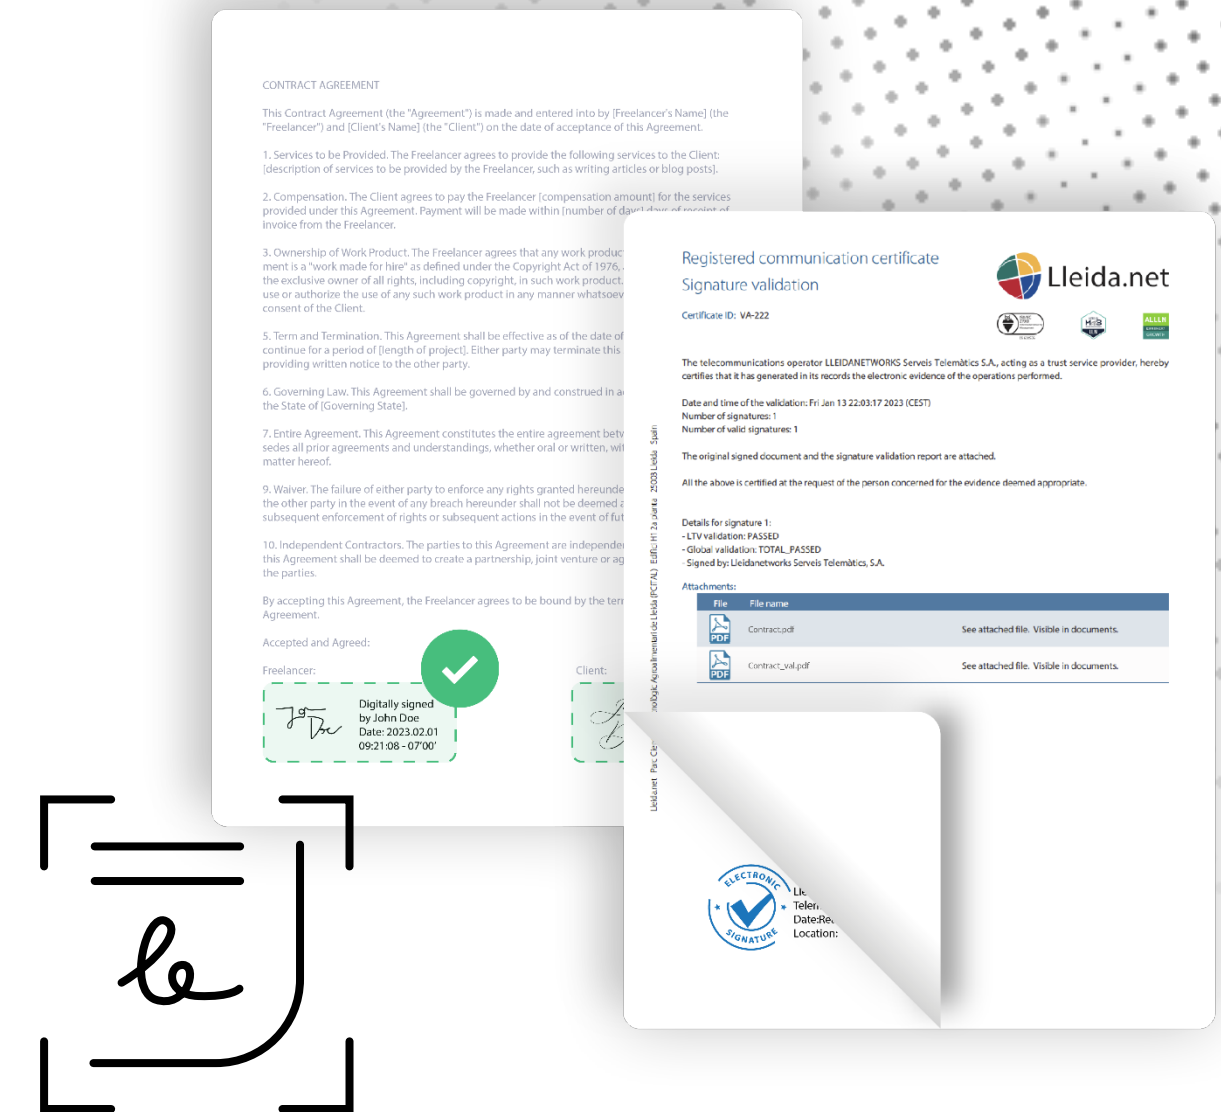 CONTRACT AGREEMENT
This Contract Agreement (the "Agreement") is made and entered into by [Freelancer's Name] (the
"Freelancer") and [Client's Name] (the "Client") on the date of acceptance of this Agreement.
1. Services to be Provided. The Freelancer agrees to provide the following services to the Client:
[description of services to be provided by the Freelancer, such as writing articles or blog posts].
2. Compensation. The Client agrees to pay the Freelancer [compensation amount] for the services
provided under this Agreement. Payment will be made within [number of days] days of receipt of
invoice from the Freelancer.
3. Ownership of Work Product. The Freelancer agrees that any work produc
ment is a "work made for hire" as defined under the Copyright Act of 1976,
the exclusive owner of all rights, including copyright, in such work product.
use or authorize the use of any such work product in any manner whatsoev
consent of the Client.
5. Term and Termination. This Agreement shall be effective as of the date of
continue for a period of [length of project]. Either party may terminate this
providing written notice to the other party.
6. Governing Law. This Agreement shall be governed by and construed in a
the State of [Governing State].
7. Entire Agreement. This Agreement constitutes the entire agreement betw
sedes all prior agreements and understandings, whether oral or written, wit
matter hereof.
9. Waiver. The failure of either party to enforce any rights granted hereunde
the other party in the event of any breach hereunder shall not be deemed a
subsequent enforcement of rights or subsequent actions in the event of fut
10. Independent Contractors. The parties to this Agreement are independen
this Agreement shall be deemed to create a partnership, joint venture or ag
the parties.
By accepting this Agreement, the Freelancer agrees to be bound by the term
Agreement.
Accepted and Agreed:
Freelancer:
Client:
Digitally signed
by John Doe
Date: 2023.02.01
09:21:08 - 07'00'
Registered communication certificate
Signature validation
Lleida.net
Certificate ID: VA-222
The telecommunications operator LLEIDANETWORKS Serveis Telemàtics S.A., acting as a trust service provider, hereby
certifies that it has generated in its records the electronic evidence of the operations performed.
Date and time of the validation: Fri Jan 13 22:03:17 2023 (CEST)
Number of signatures: 1
Number of valid signatures: 1
The original signed document and the signature validation report are attached.
All the above is certified at the request of the person concerned for the evidence deemed appropriate.
Details for signature 1:
- LTV validation: PASSED
- Global validation: TOTAL_PASSED
- Signed by: Lleidanetworks Serveis Telemàtics, S.A.
Attachments:
File File name
PDF Contract.pdf See attached file. Visible in documents.
PDF Contract_val.pdf See attached file. Visible in documents.
ELECTRONIC
SIGNATURE
Telem
Date:Re
Location: